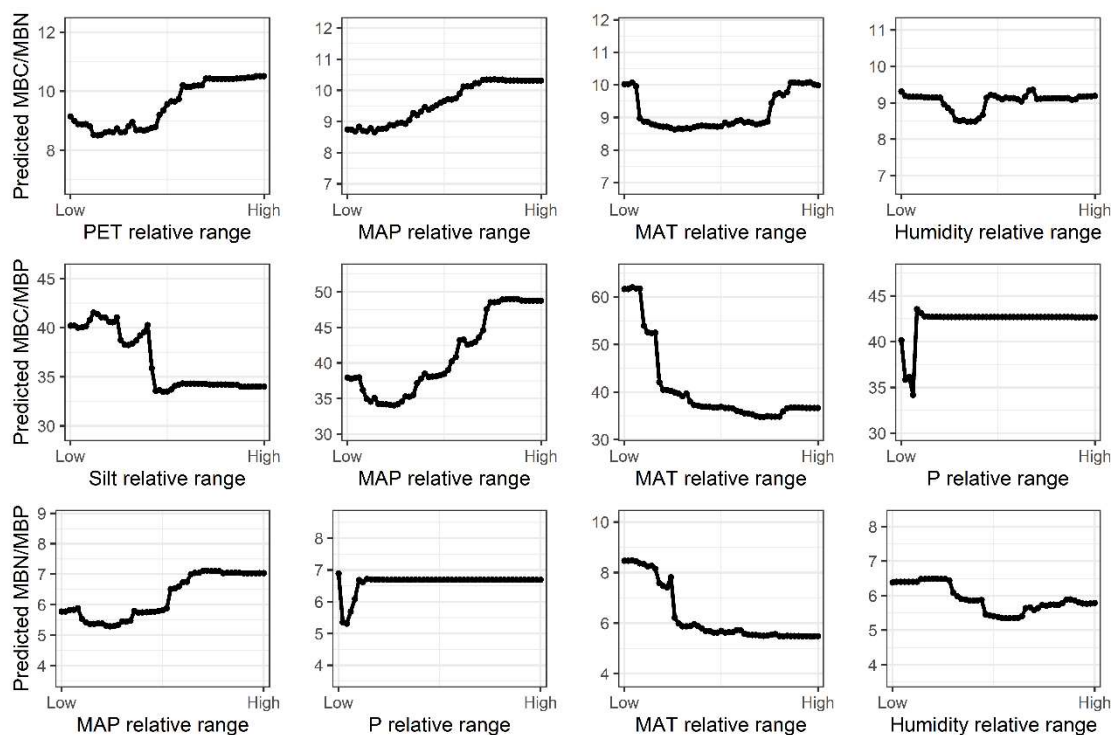 Predicted MBC/MBN
12
10
8
Low
High
PET relative range
12
11
10
9
8
7
Low
High
MAP relative range
12
11
10
9
8
7
Low
High
MAT relative range
11
10
9
8
7
Low
High
Humidity relative range
Predicted MBC/MBP
45
40
35
30
Low
High
Silt relative range
50
45
40
35
30
Low
High
MAP relative range
60
50
40
30
Low
High
MAT relative range
45
40
35
30
Low
High
P relative range
Predicted MBN/MBP
9
8
7
6
5
4
Low
High
MAP relative range
8
7
6
5
4
Low
High
P relative range
10
8
6
4
Low
High
MAT relative range
8
7
6
5
4
Low
High
Humidity relative range